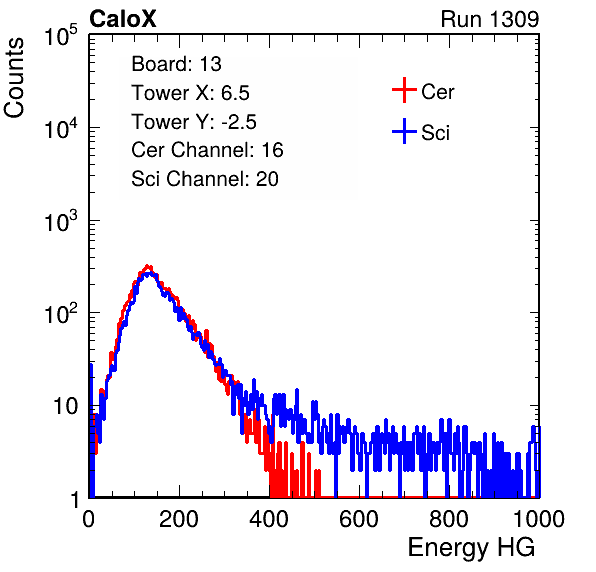 CaloX
Run 1309
Counts
10^5
10^4
10^3
10^2
10
1
Board: 13
Tower X: 6.5
Tower Y: -2.5
Cer Channel: 16
Sci Channel: 20
Cer
Sci
0 200 400 600 800 1000
Energy HG